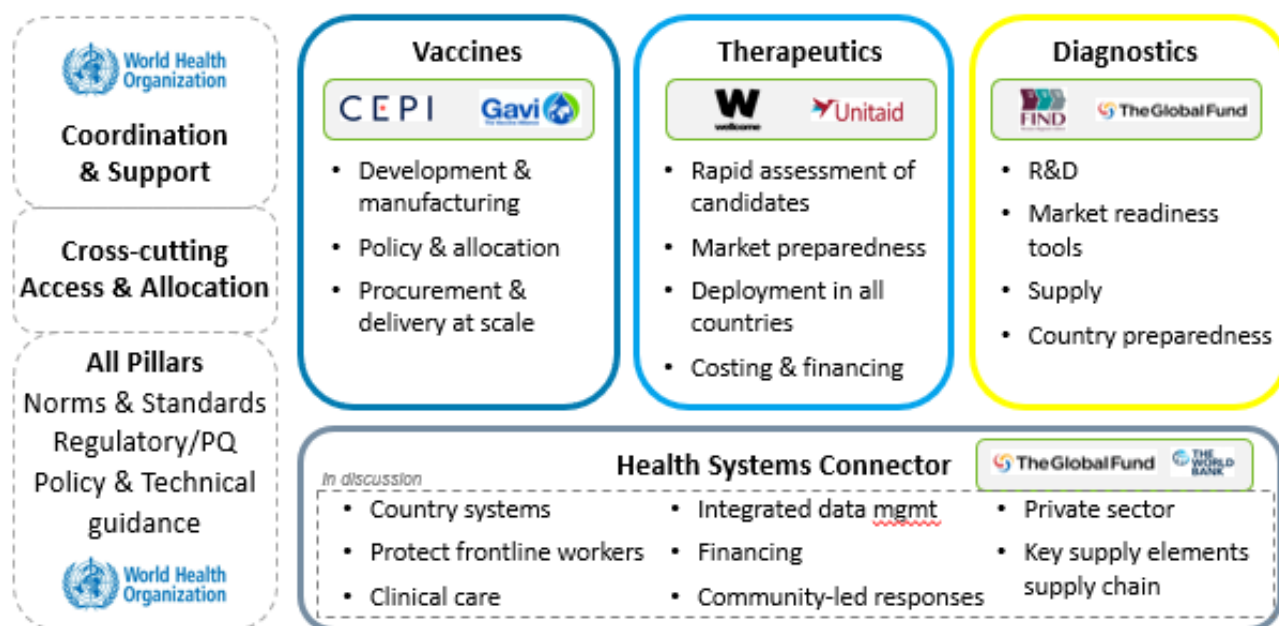 World Health
Organization
Coordination
& Support
Cross-cutting
Access & Allocation
All Pillars
Norms & Standards
Regulatory/PQ
Policy & Technical
guidance
World Health
Organization
Vaccines
CEPI
Gavi
• Development &
manufacturing
• Policy & allocation
• Procurement &
delivery at scale
Therapeutics
W
wellcome
Unitaid
• Rapid assessment of
candidates
• Market preparedness
• Deployment in all
countries
• Costing & financing
Diagnostics
FIND
TheGlobalFund
• R&D
• Market readiness
tools
• Supply
• Country preparedness
Health Systems Connector
TheGlobalFund
THE
WORLD
BANK
In discussion
• Country systems
• Protect frontline workers
• Clinical care
• Integrated data mgmt
• Financing
• Community-led responses
• Private sector
• Key supply elements
supply chain